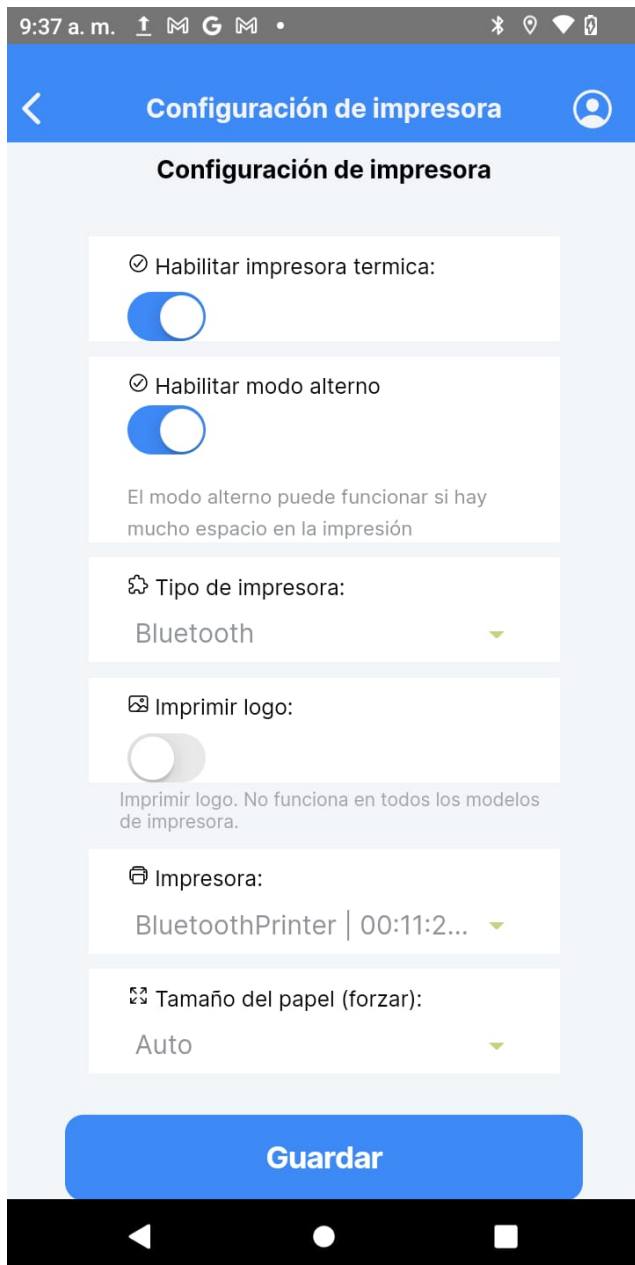 9:37 a. m.
Configuración de impresora
Configuración de impresora
Habilitar impresora termica:
Habilitar modo alterno
El modo alterno puede funcionar si hay
mucho espacio en la impresión
Tipo de impresora:
Bluetooth
Imprimir logo:
Imprimir logo. No funciona en todos los modelos
de impresora.
Impresora:
BluetoothPrinter | 00:11:2...
Tamaño del papel (forzar):
Auto
Guardar